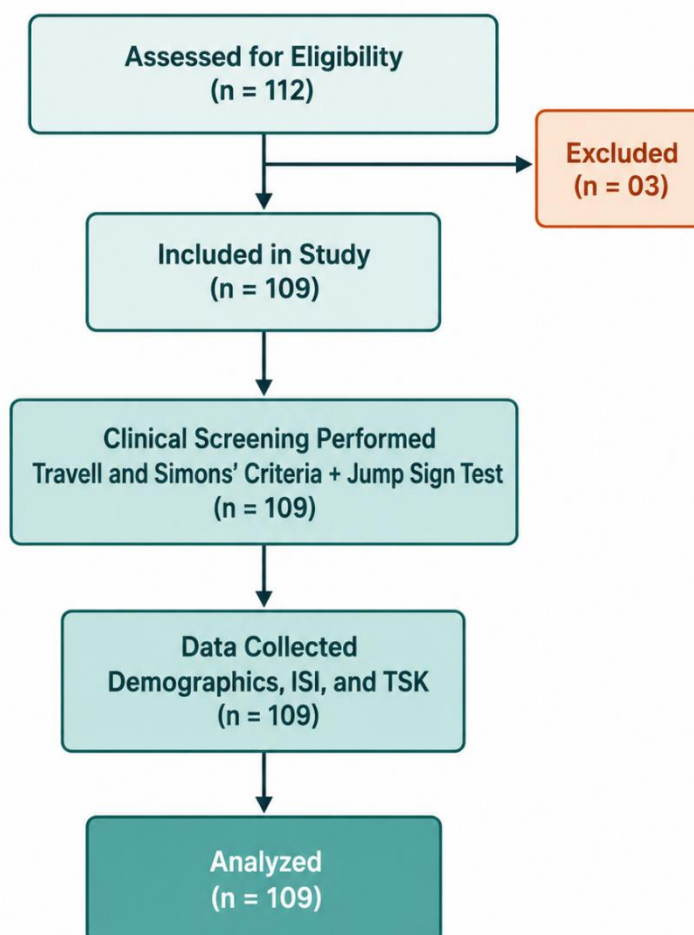 Assessed for Eligibility
(n = 112)
Excluded
(n = 03)
Included in Study
(n = 109)
Clinical Screening Performed
Travell and Simons’ Criteria + Jump Sign Test
(n = 109)
Data Collected
Demographics, ISI, and TSK
(n = 109)
Analyzed
(n = 109)